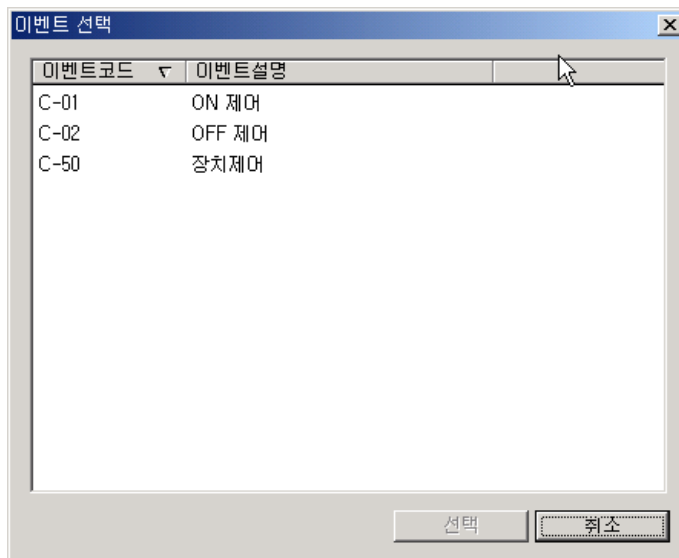 이벤트 선택
이벤트코드 이벤트설명
C-01 ON 제어
C-02 OFF 제어
C-50 장치제어
선택 취소